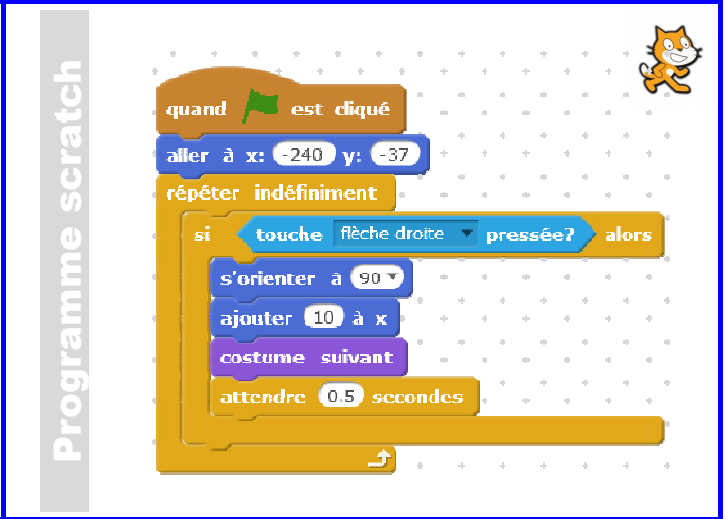 Programme scratch
quand est cliqué
aller à x: -240 y: -37
répéter indéfiniment
si touche flèche droite pressée? alors
s'orienter à 90
ajouter 10 à x
costume suivant
attendre 0.5 secondes